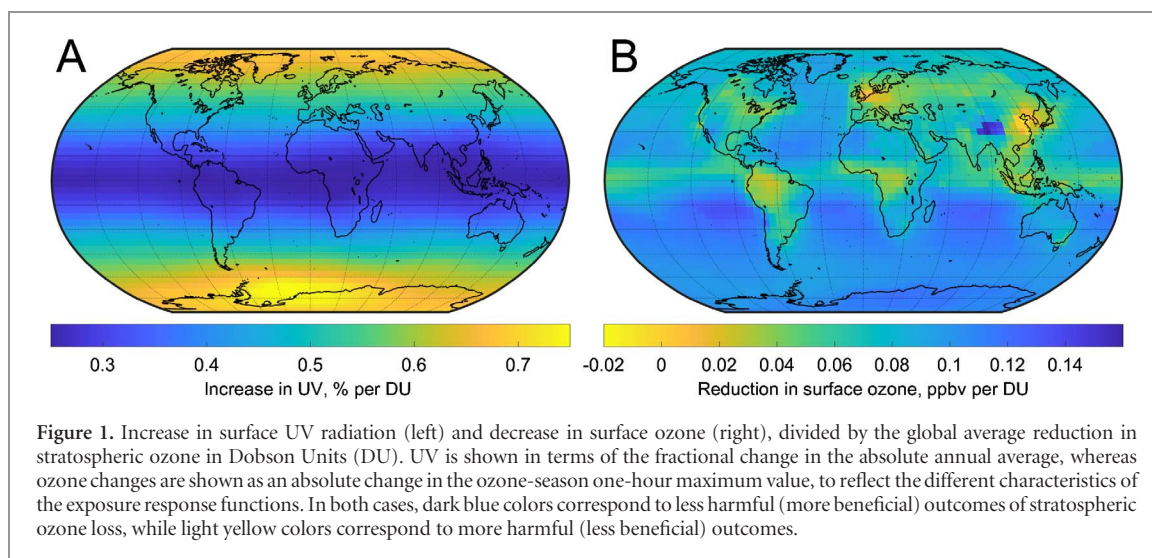 A
B
0.3 0.4 0.5 0.6 0.7
Increase in UV, % per DU
-0.02 0 0.02 0.04 0.06 0.08 0.1 0.12 0.14
Reduction in surface ozone, ppbv per DU
Figure 1. Increase in surface UV radiation (left) and decrease in surface ozone (right), divided by the global average reduction in
stratospheric ozone in Dobson Units (DU). UV is shown in terms of the fractional change in the absolute annual average, whereas
ozone changes are shown as an absolute change in the ozone-season one-hour maximum value, to reflect the different characteristics of
the exposure response functions. In both cases, dark blue colors correspond to less harmful (more beneficial) outcomes of stratospheric
ozone loss, while light yellow colors correspond to more harmful (less beneficial) outcomes.